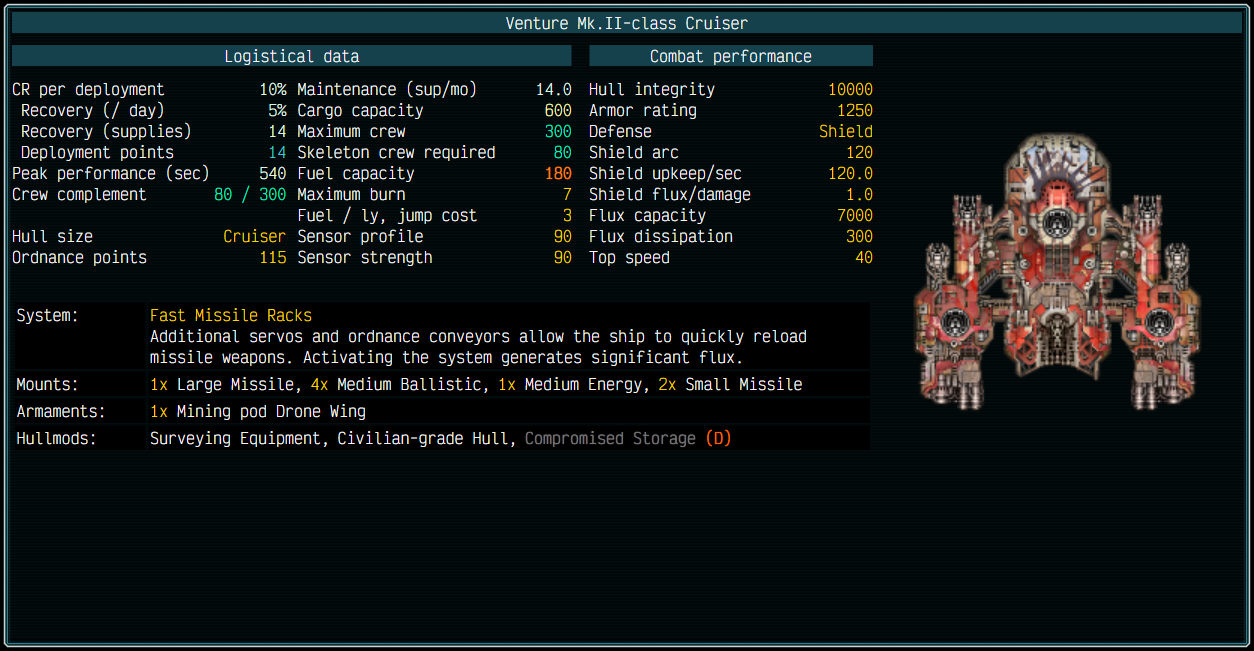 Venture Mk.II-class Cruiser
Logistical data
CR per deployment 10% Maintenance (sup/mo) 14.0
Recovery (/ day) 5% Cargo capacity 600
Recovery (supplies) 14 Maximum crew 300
Deployment points 14 Skeleton crew required 80
Peak performance (sec) 540 Fuel capacity 180
Crew complement 80 / 300 Maximum burn 7
Fuel / ly, jump cost 3
Hull size Cruiser Sensor profile 90
Ordnance points 115 Sensor strength 90
Combat performance
Hull integrity 10000
Armor rating 1250
Defense Shield
Shield arc 120
Shield upkeep/sec 120.0
Shield flux/damage 1.0
Flux capacity 7000
Flux dissipation 300
Top speed 40
System: Fast Missile Racks
Additional servos and ordnance conveyors allow the ship to quickly reload
missile weapons. Activating the system generates significant flux.
Mounts: 1x Large Missile, 4x Medium Ballistic, 1x Medium Energy, 2x Small Missile
Armaments: 1x Mining pod Drone Wing
Hullmods: Surveying Equipment, Civilian-grade Hull, Compromised Storage (D)